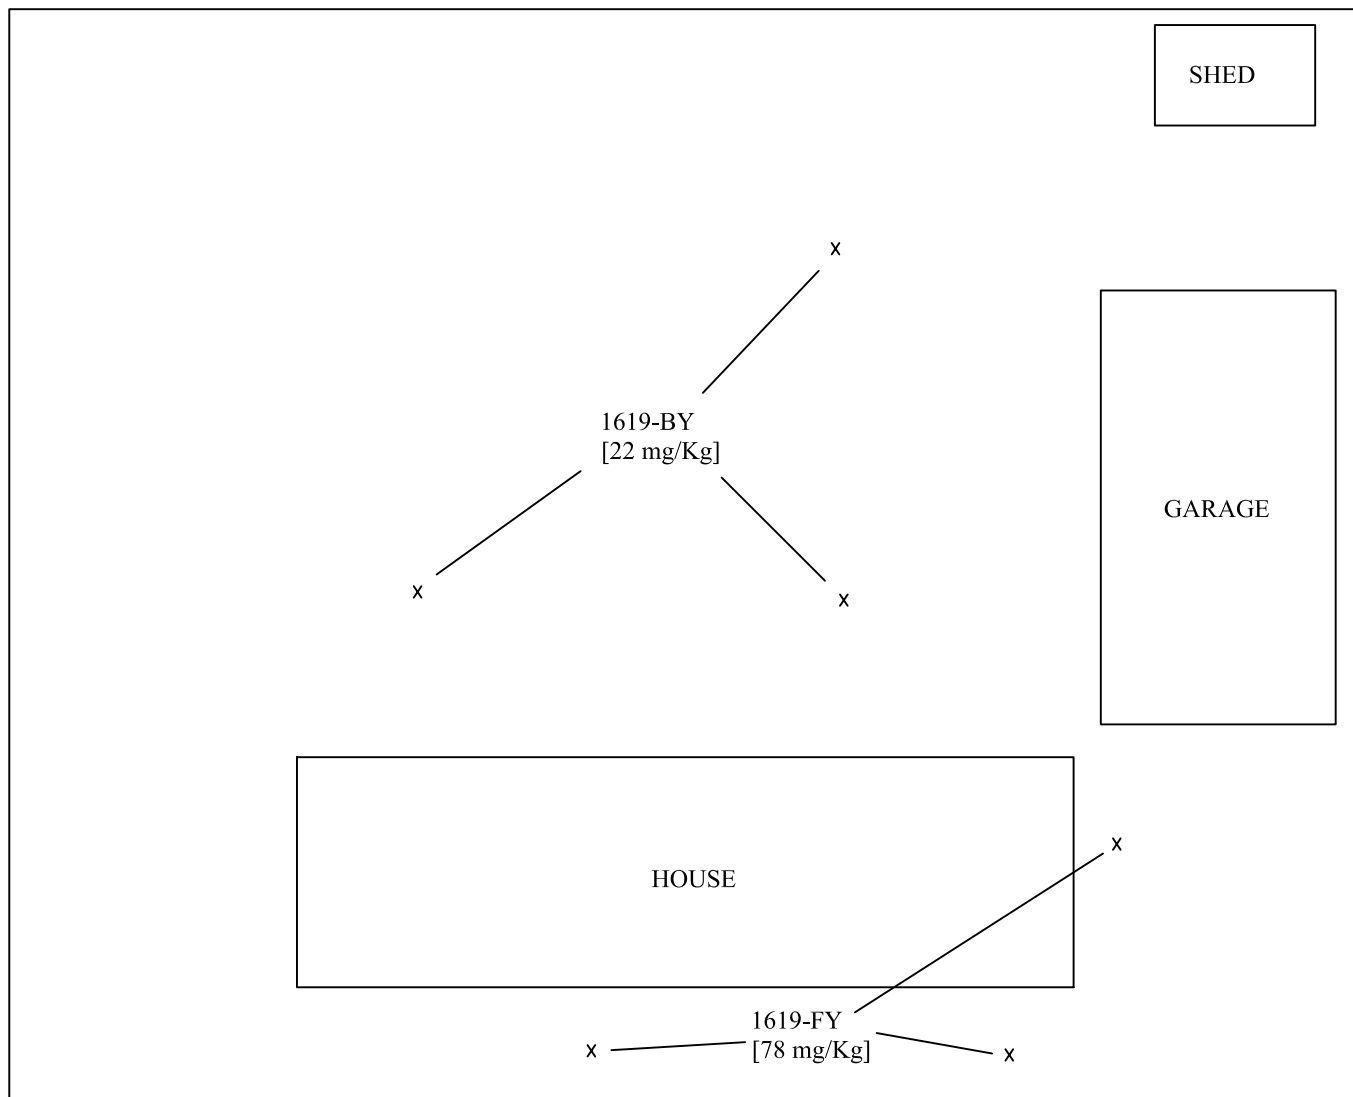 SHED
x
1619-BY
[22 mg/Kg]
GARAGE
x
x
x
HOUSE
1619-FY
[78 mg/Kg]
x
x